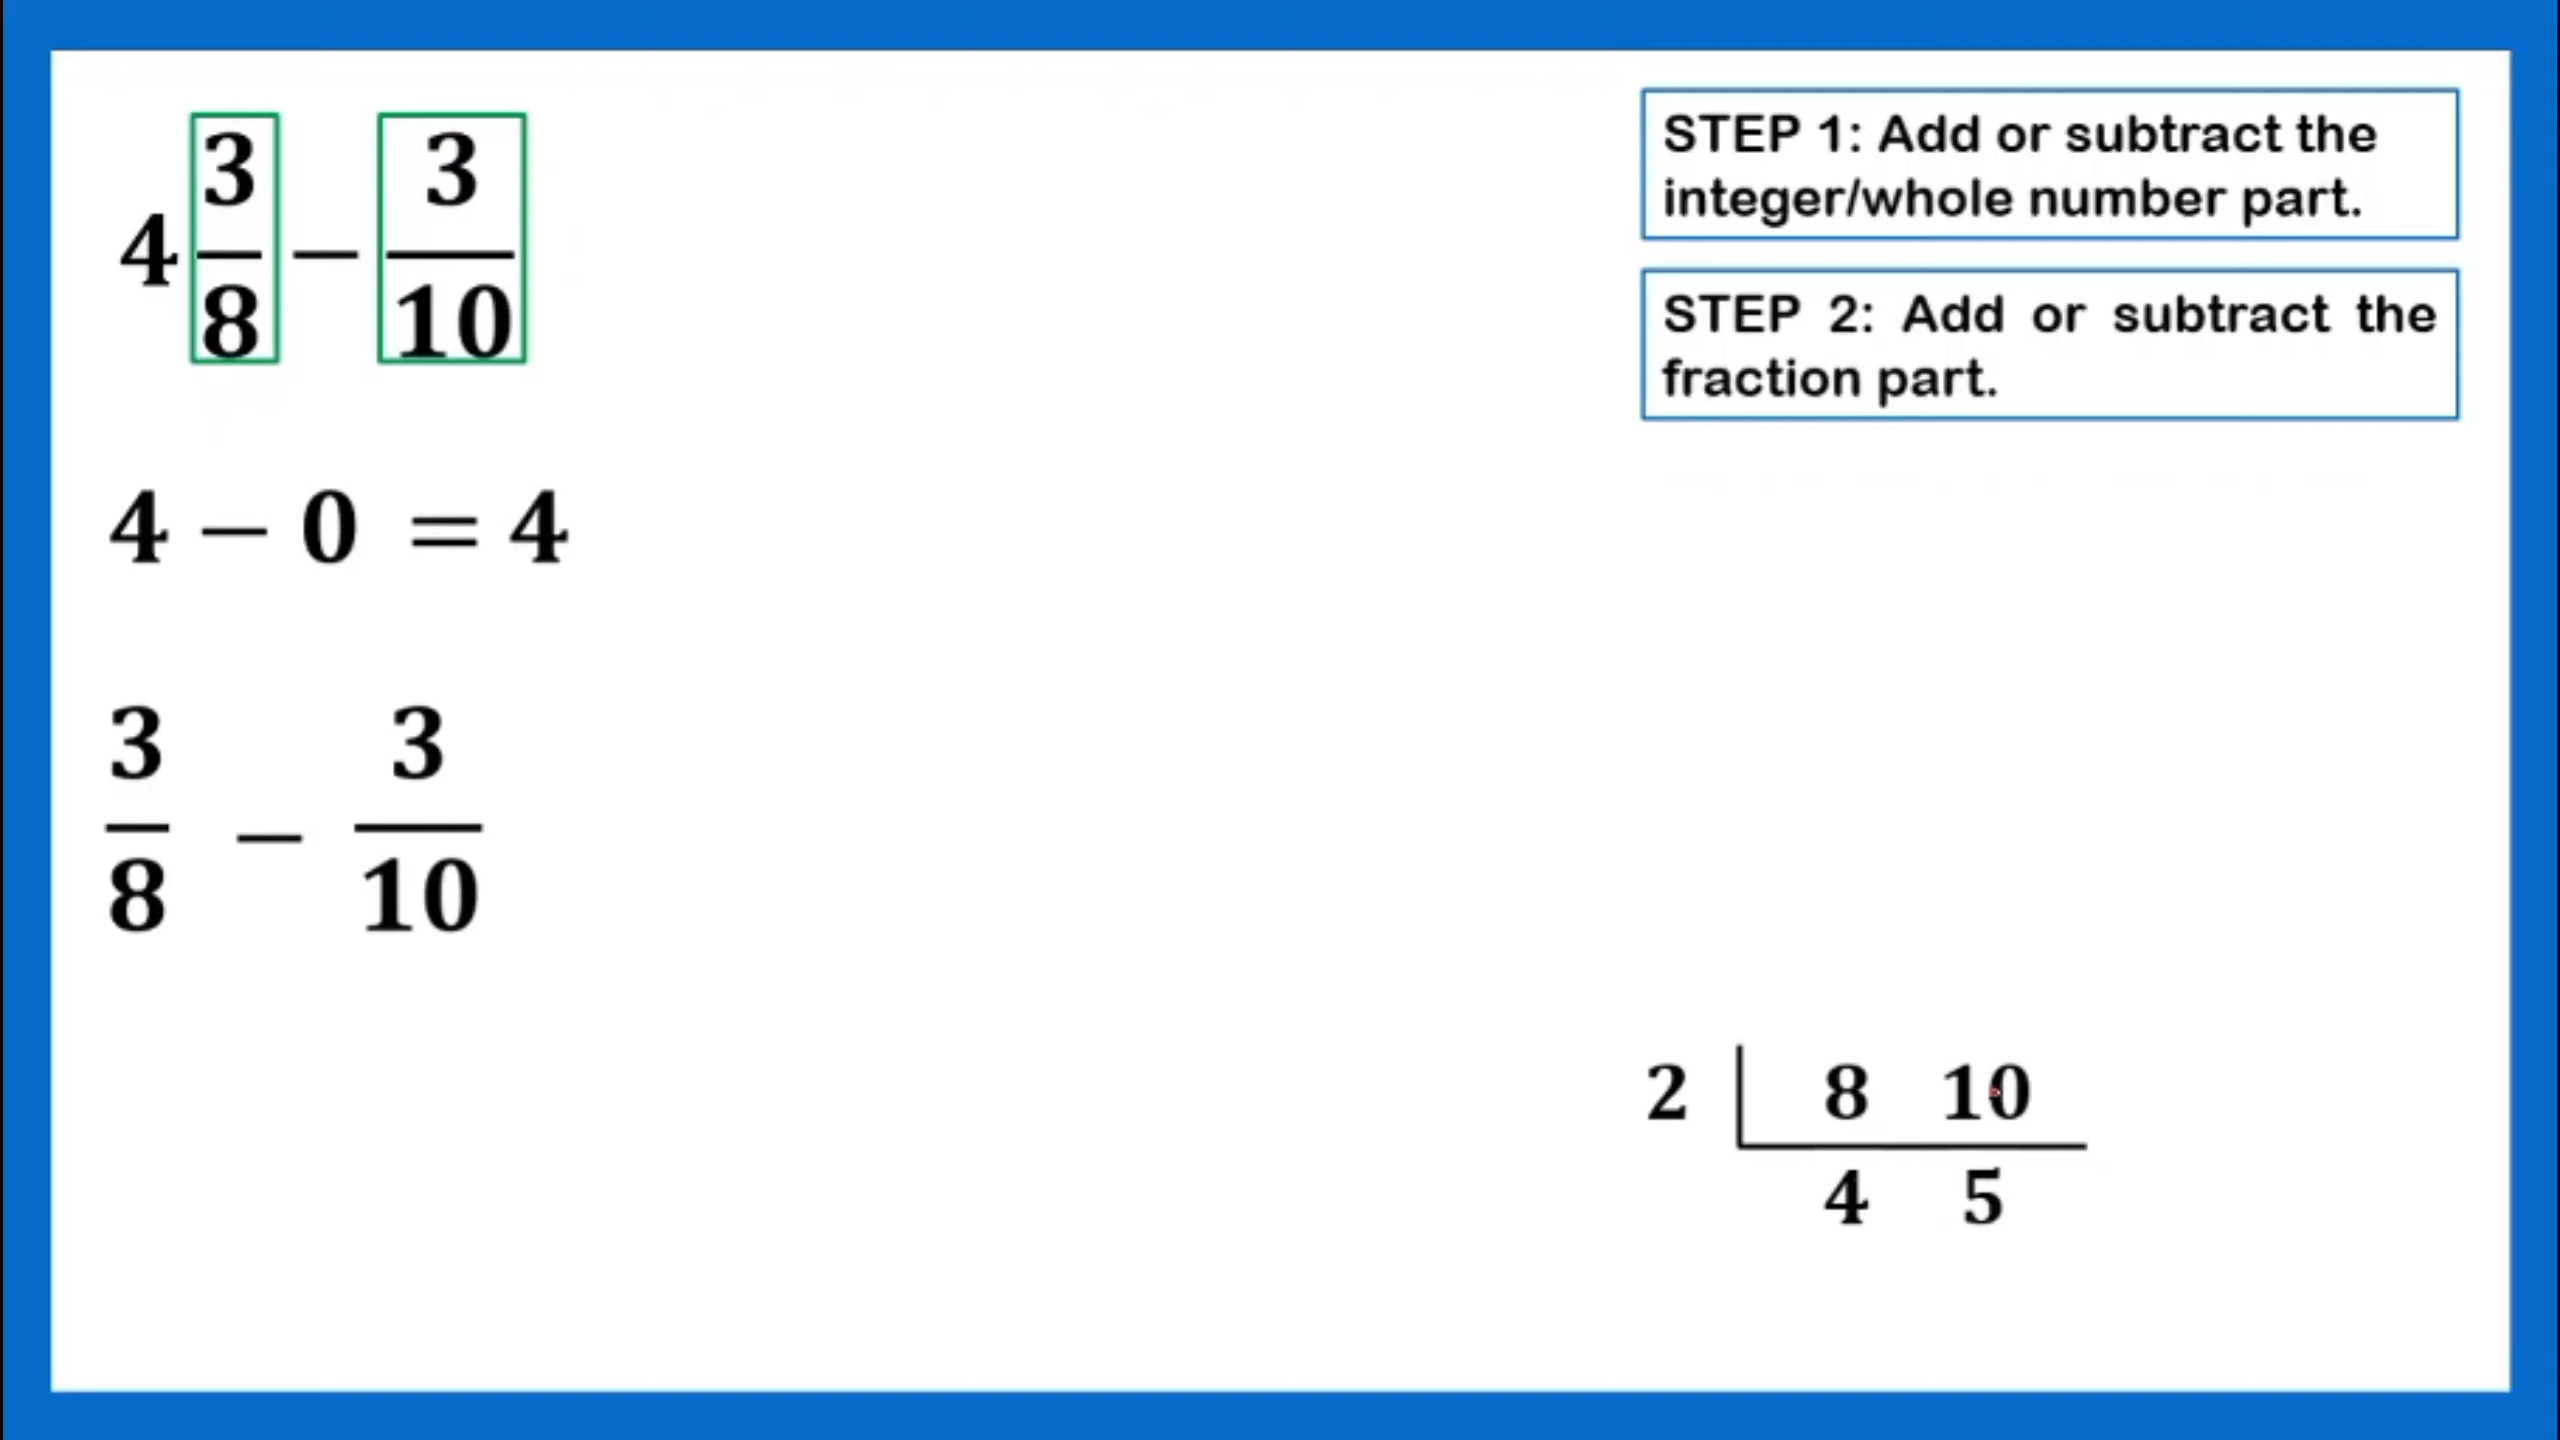 4 3/8 − 3/10
STEP 1: Add or subtract the
integer/whole number part.
STEP 2: Add or subtract the
fraction part.
4 − 0 = 4
3/8 − 3/10
2 8 10
4 5